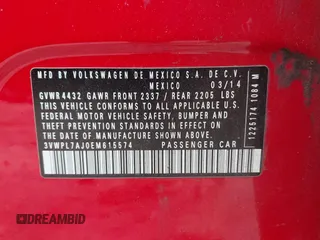 MFD. BY VOLKSWAGEN DE MEXICO S.A. DE C.V.
MEXICO 03/14
GVWR 4432 GAWR FRONT 2337 / REAR 2205 LBS
THIS VEHICLE CONFORMS TO ALL APPLICABLE U.S.
FEDERAL MOTOR VEHICLE SAFETY, BUMPER AND
THEFT PREVENTION STANDARDS IN EFFECT
ON THE DATE OF MANUFACTURE SHOWN ABOVE.
3VWPL7AJ0EM615574 PASSENGER CAR
1225174 1084 M
DREAMBID